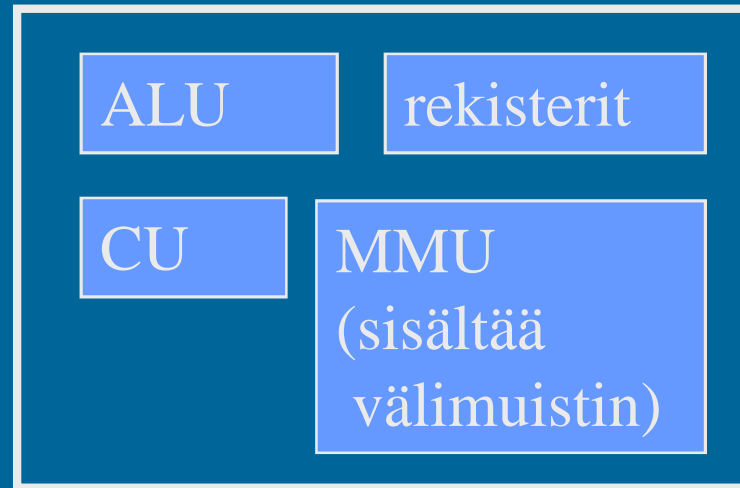 ALU
rekisterit
CU
MMU
(sisältää
välimuistin)